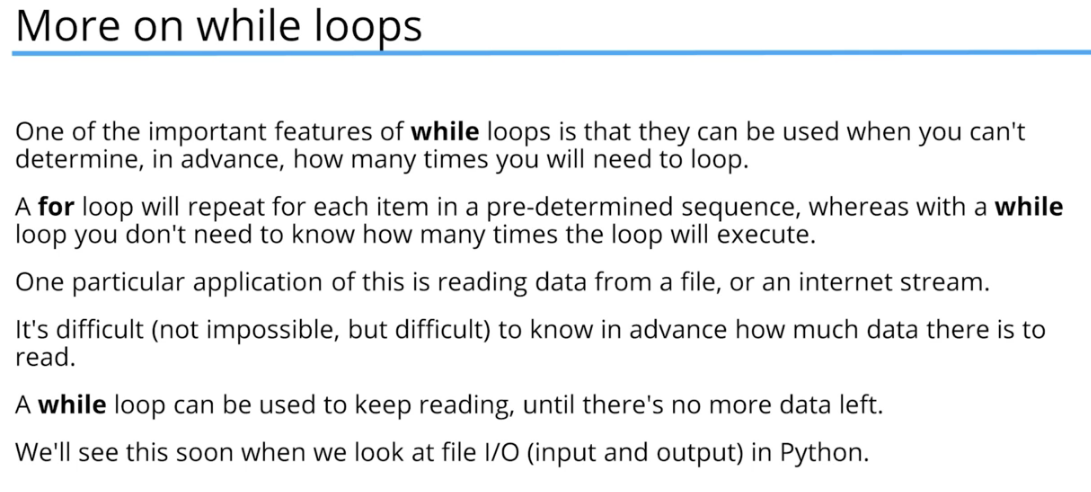 More on while loops
One of the important features of while loops is that they can be used when you can't
determine, in advance, how many times you will need to loop.
A for loop will repeat for each item in a pre-determined sequence, whereas with a while
loop you don't need to know how many times the loop will execute.
One particular application of this is reading data from a file, or an internet stream.
It's difficult (not impossible, but difficult) to know in advance how much data there is to
read.
A while loop can be used to keep reading, until there's no more data left.
We'll see this soon when we look at file I/O (input and output) in Python.